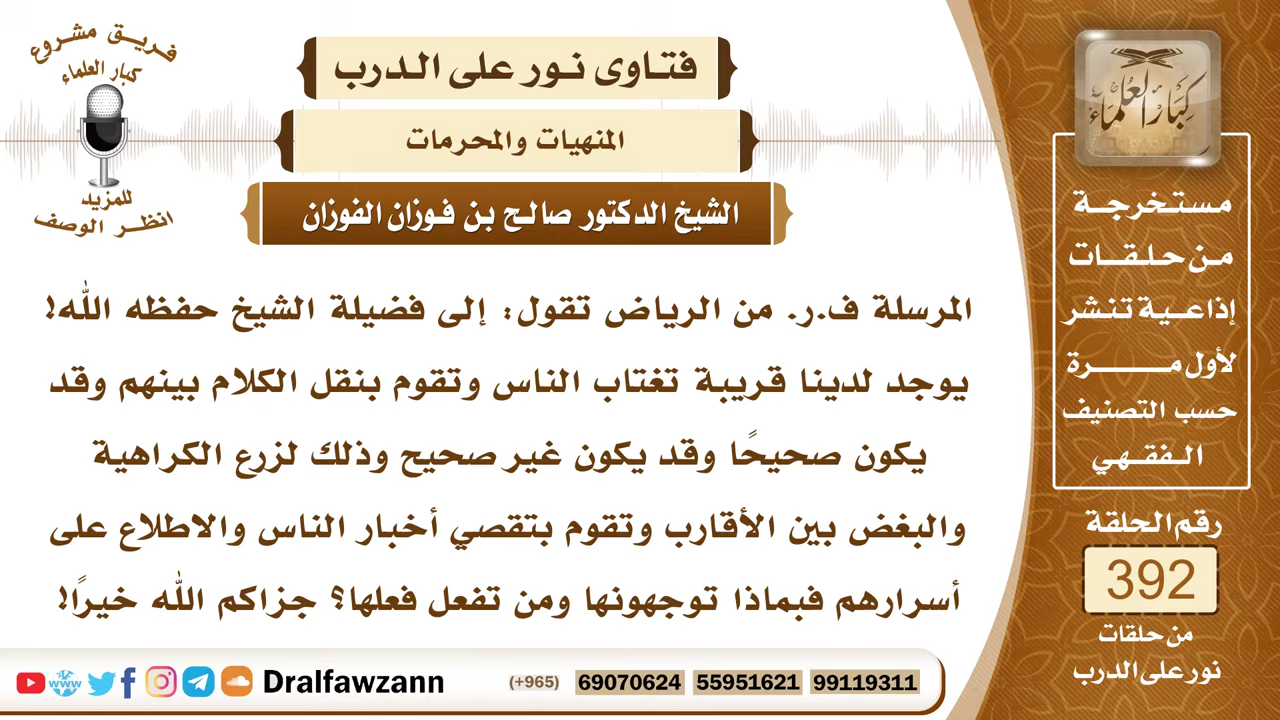 فريق مشروع
كبار العلماء
للمزيد
انظر الوصف
فتاوى نور على الدرب
المنهيات والمحرمات
الشيخ الدكتور صالح بن فوزان الفوزان
المرسلة ف.ر. من الرياض تقول: إلى فضيلة الشيخ حفظه الله!
يوجد لدينا قريبة تغتاب الناس وتقوم بنقل الكلام بينهم وقد
يكون صحيحًا وقد يكون غير صحيح وذلك لزرع الكراهية
والبغض بين الأقارب وتقوم بتقصي أخبار الناس والاطلاع على
أسرارهم فبماذا توجهونها ومن تفعل فعلها؟ جزاكم الله خيرًا!
كِبَارُ العُلَمَاءِ
مستخرجة
من حلقات
إذاعية تنشر
لأول مرة
حسب التصنيف
الفقهي
رقم الحلقة
392
من حلقات
نور على الدرب
www Dralfawzann (+965) 69070624 55951621 99119311